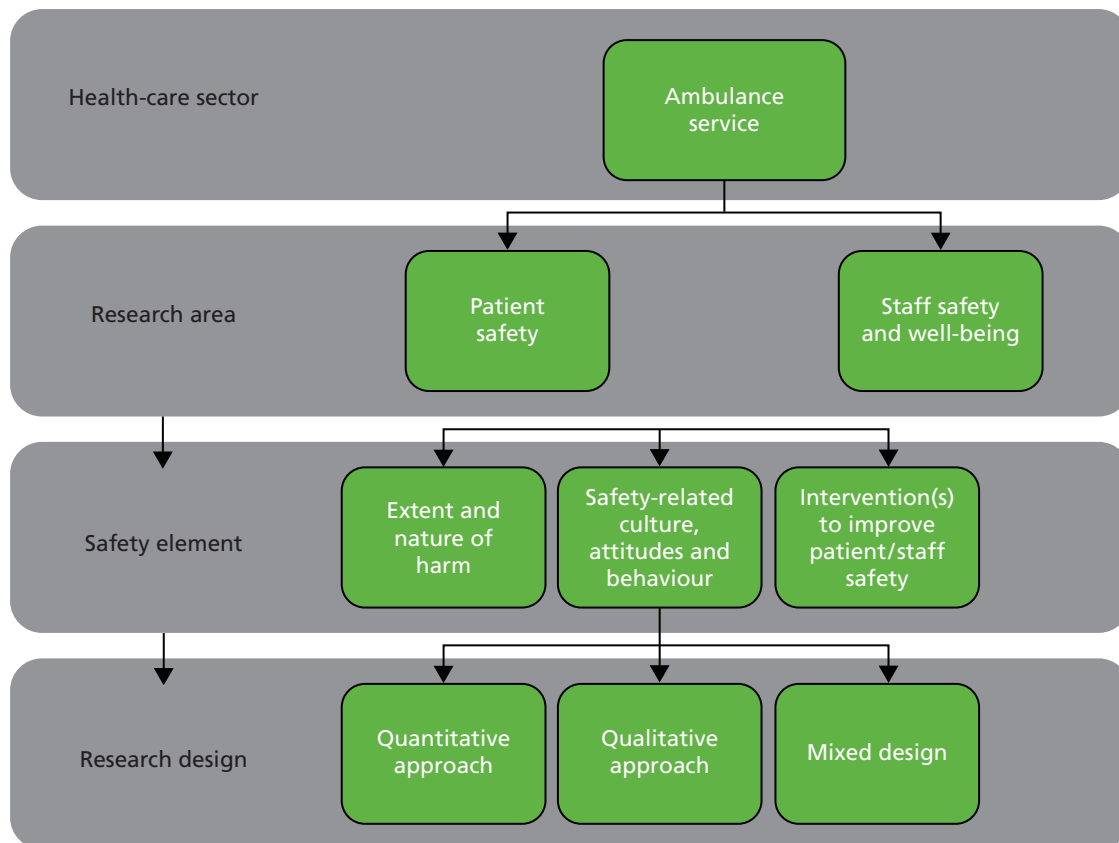 Health-care sector
Ambulance
service
Research area
Patient
safety
Staff safety
and well-being
Safety element
Extent and
nature of
harm
Safety-related
culture,
attitudes and
behaviour
Intervention(s)
to improve
patient/staff
safety
Research design
Quantitative
approach
Qualitative
approach
Mixed design